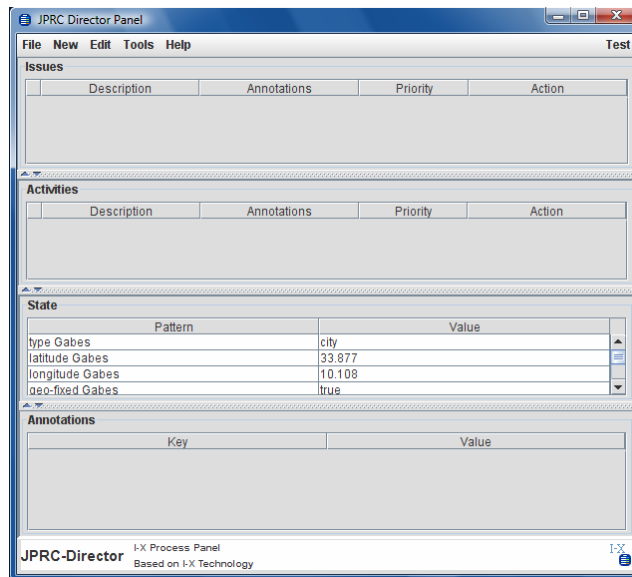 JPRC Director Panel
File New Edit Tools Help Test
Issues
Description Annotations Priority Action
Activities
Description Annotations Priority Action
State
Pattern Value
type Gabes city
latitude Gabes 33.877
longitude Gabes 10.108
geo-fixed Gabes true
Annotations
Key Value
JPRC-Director
I-X Process Panel
Based on I-X Technology
I-X